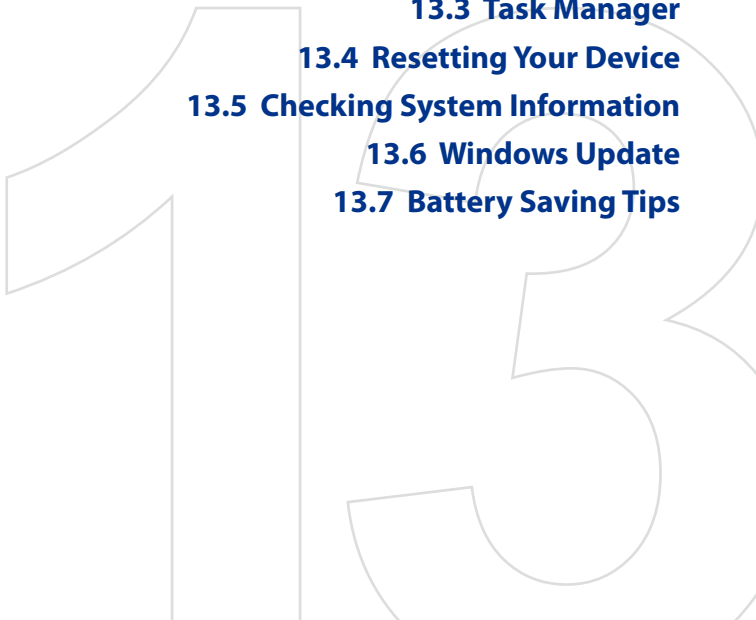 13.3 Task Manager
13.4 Resetting Your Device
13.5 Checking System Information
13.6 Windows Update
13.7 Battery Saving Tips
13